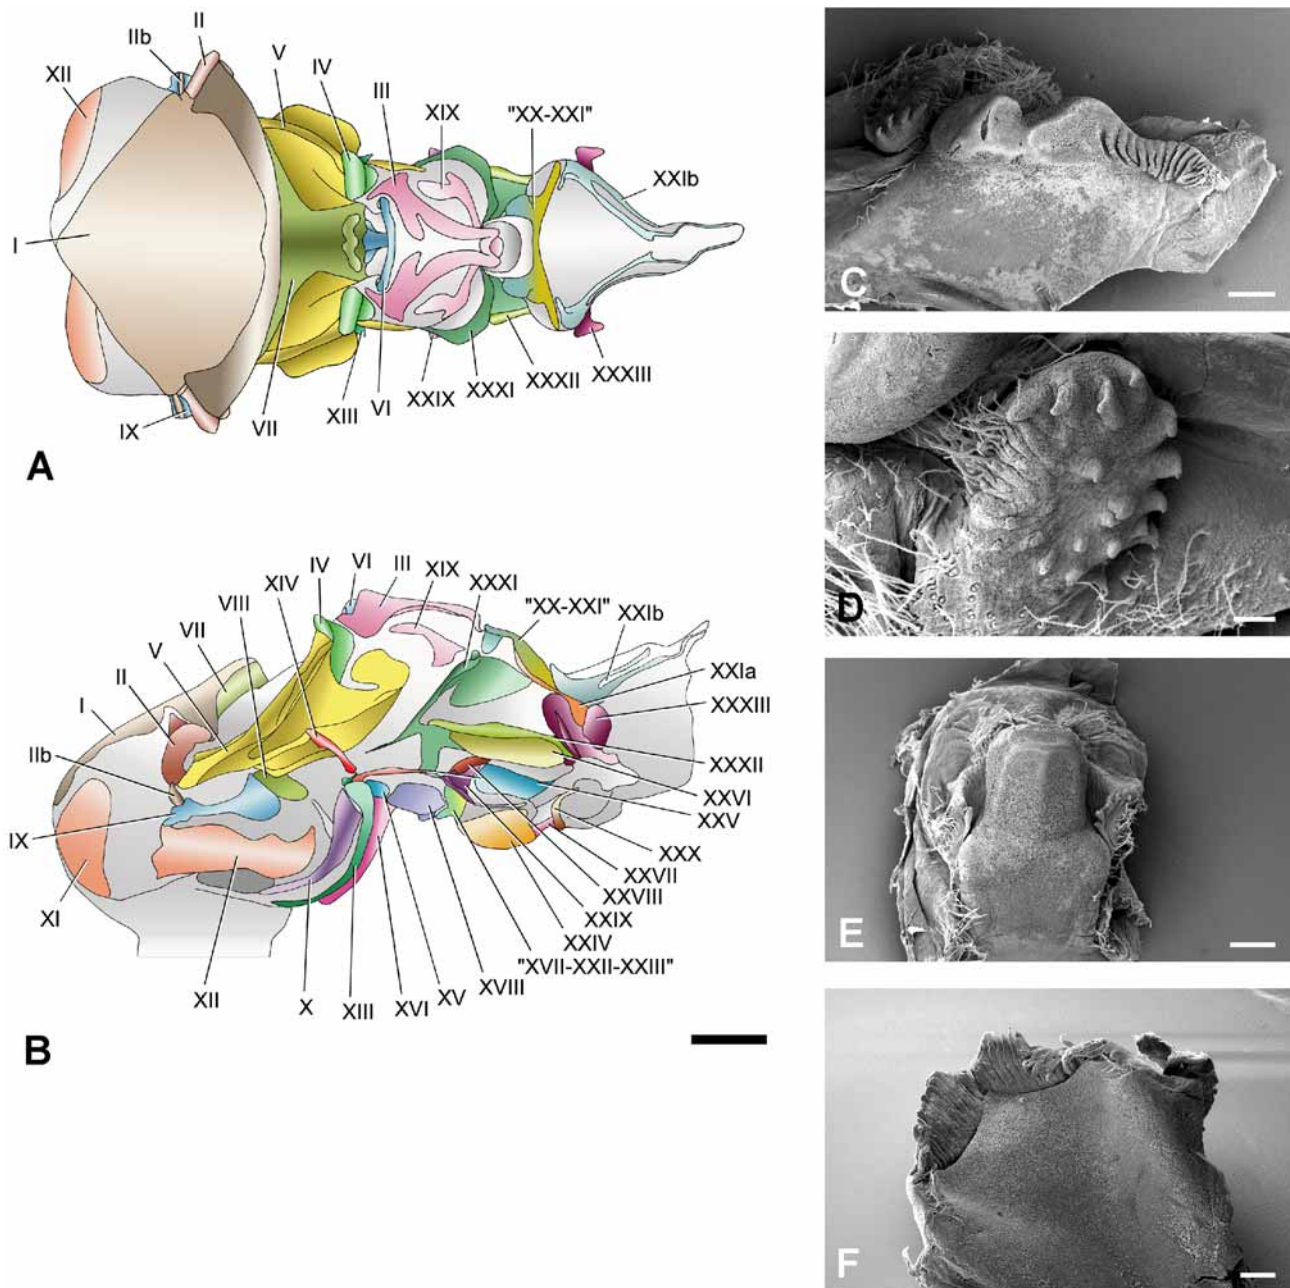 II
IIb
V
IV
XII
III
XIX
"XX-XXI"
XXIb
I
IX
VII
XIII
VI
XXIX
XXXI
XXXII
XXXIII
A
IV
VI
III
XIX
XIV
XXXI
"XX-XXI"
VIII
XXIb
VII
V
II
XXIa
I
XXXIII
IIb
XXXII
XXVI
IX
XXV
XXX
XI
XXVII
XXVIII
XXIX
XXIV
"XVII-XXII-XXIII"
XII
X
XIII
XVI
XV
XVIII
B
C
D
E
F